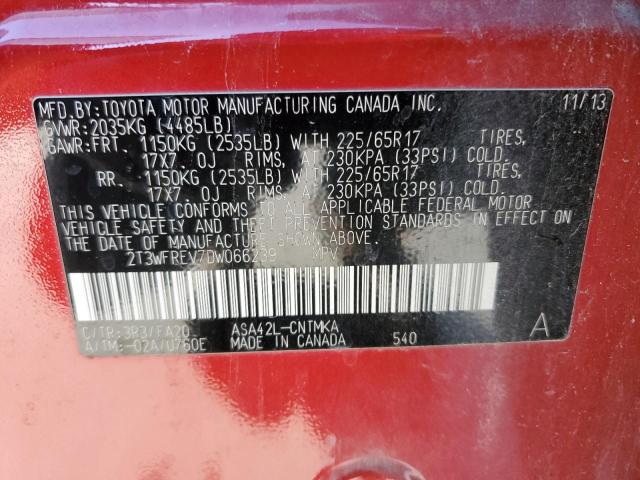 MFD.BY:TOYOTA MOTOR MANUFACTURING CANADA INC. 11/13
GVWR:2035KG (4485LB)
GAWR:FRT. 1150KG (2535LB) WITH 225/65R17 TIRES,
17X7.0J RIMS, AT 230KPA (33PSI) COLD.
RR. 1150KG (2535LB) WITH 225/65R17 TIRES,
17X7.0J RIMS, AT 230KPA (33PSI) COLD.
THIS VEHICLE CONFORMS TO ALL APPLICABLE FEDERAL MOTOR
VEHICLE SAFETY AND THEFT PREVENTION STANDARDS IN EFFECT ON
THE DATE OF MANUFACTURE SHOWN ABOVE.
2T3WFREV7DW066239 MPV
C/TR:3R3/FA20 ASA42L-CNTMKA A
A/TM:-02A/U760E MADE IN CANADA 540